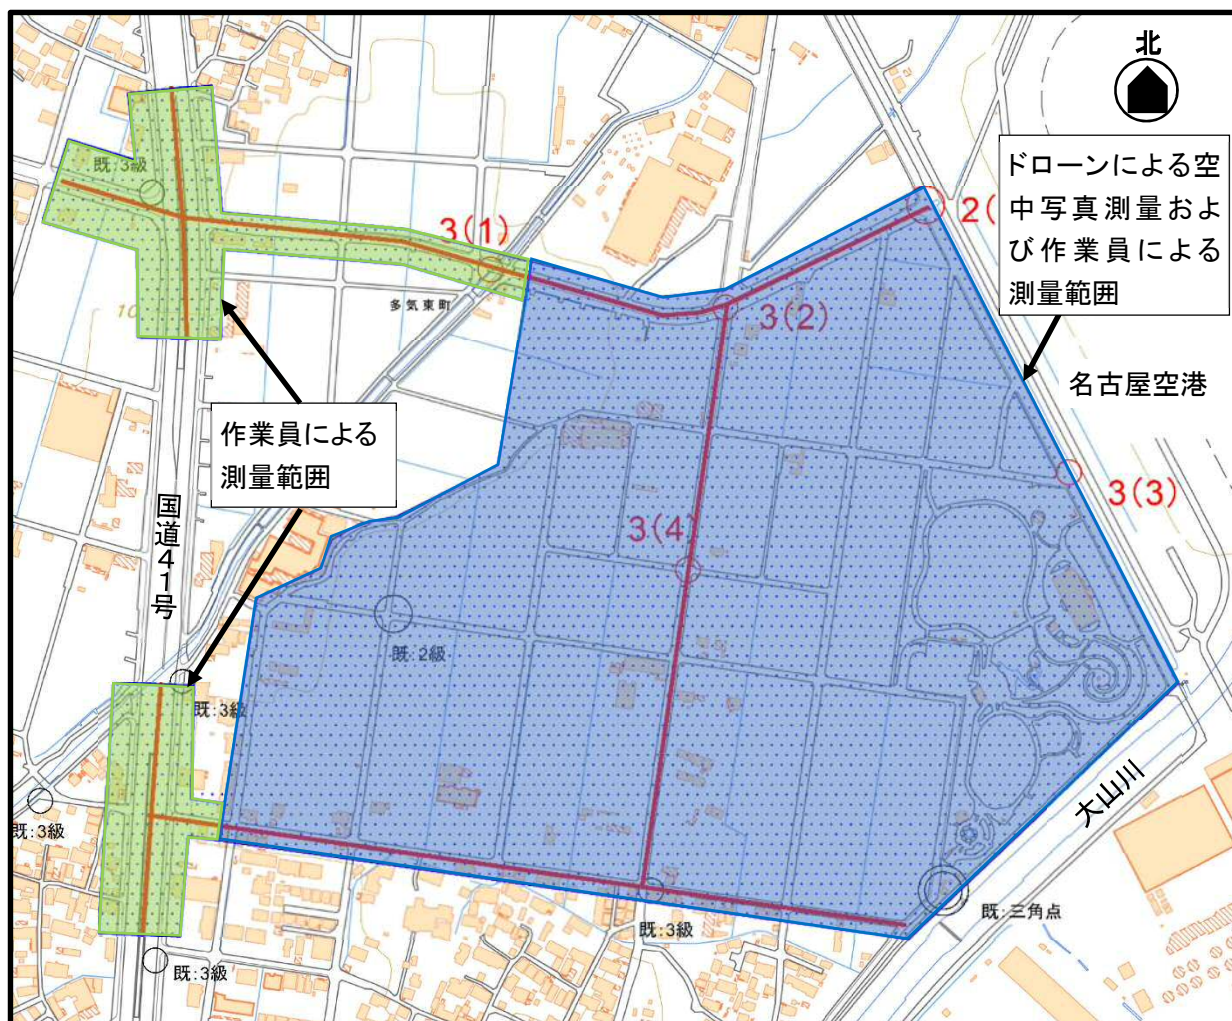 北
ドローンによる空
中写真測量およ
び作業員による
測量範囲
既:3級
3(1)
2(
多気東町
3(2)
10
名古屋空港
作業員による
測量範囲
3(3)
国道41号
3(4)
既:2級
既:3級
大山川
既:3級
既:三角点
既:3級
既:3級